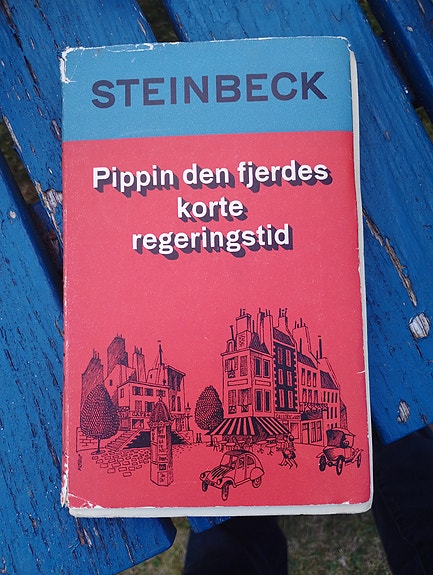 STEINBECK
Pippin den fjerdes
korte
regeringstid